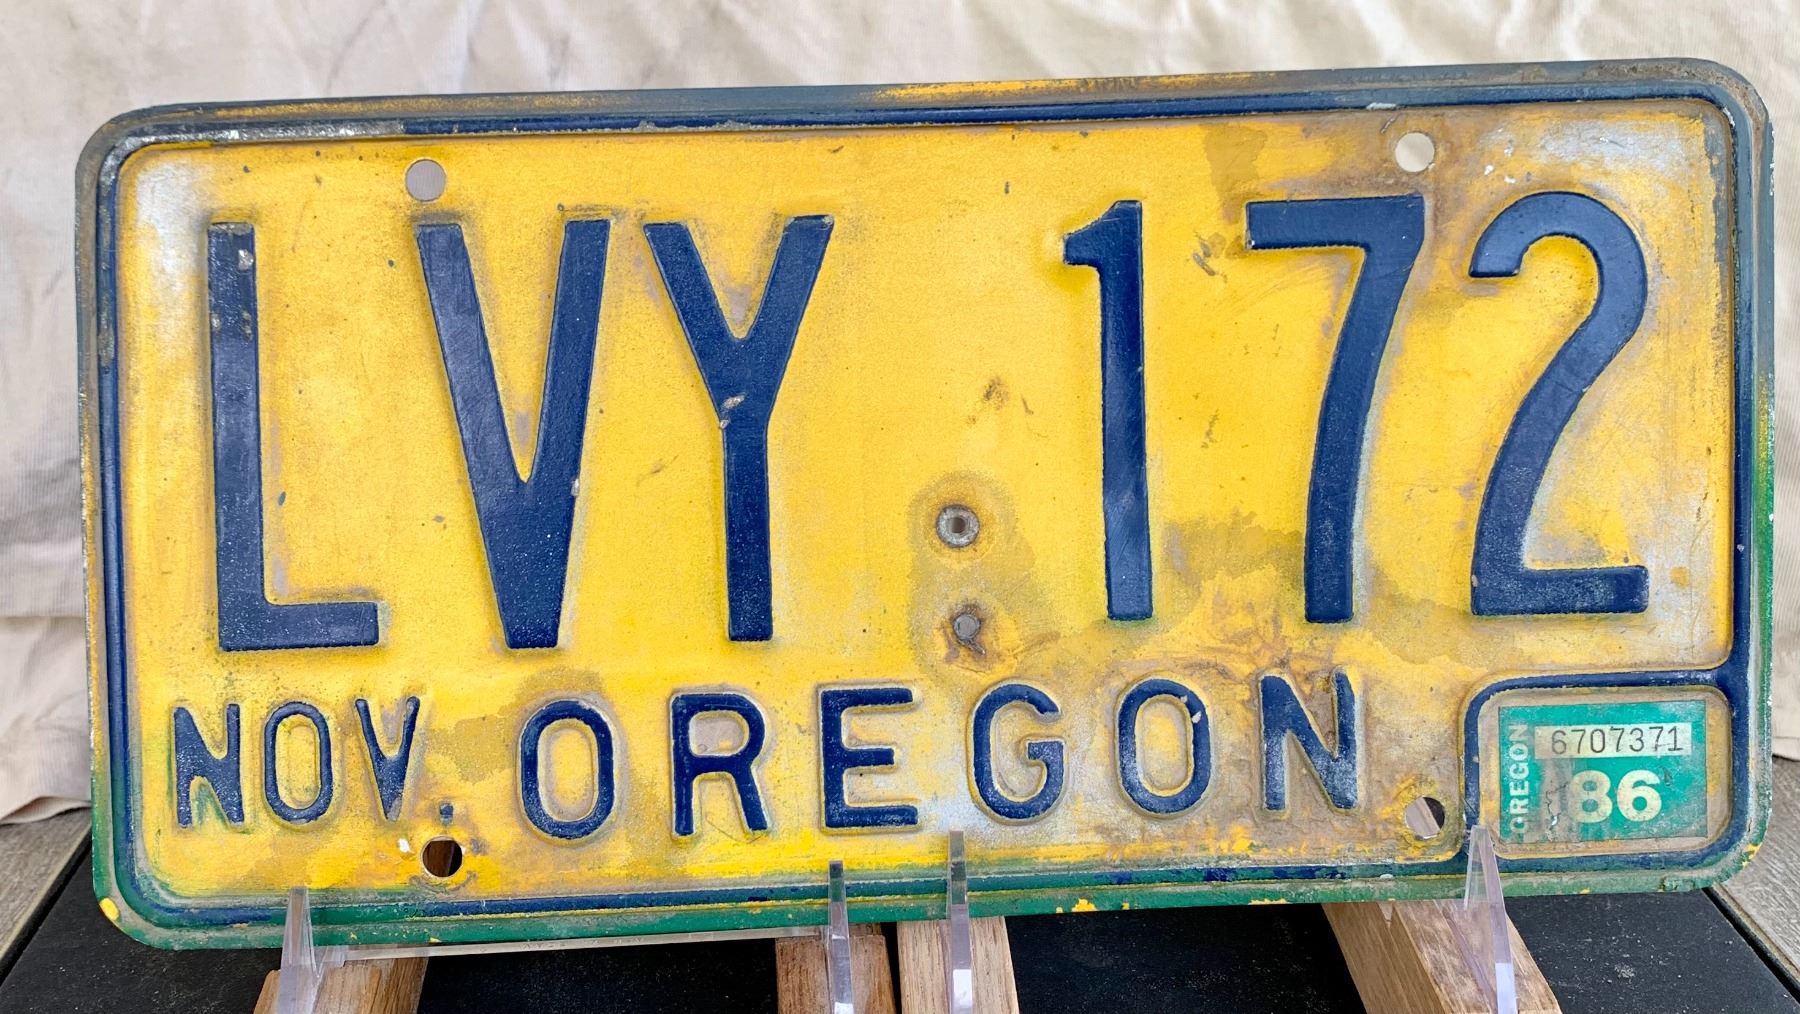 LVY 172
NOV. OREGON
OREGON
6707371
86